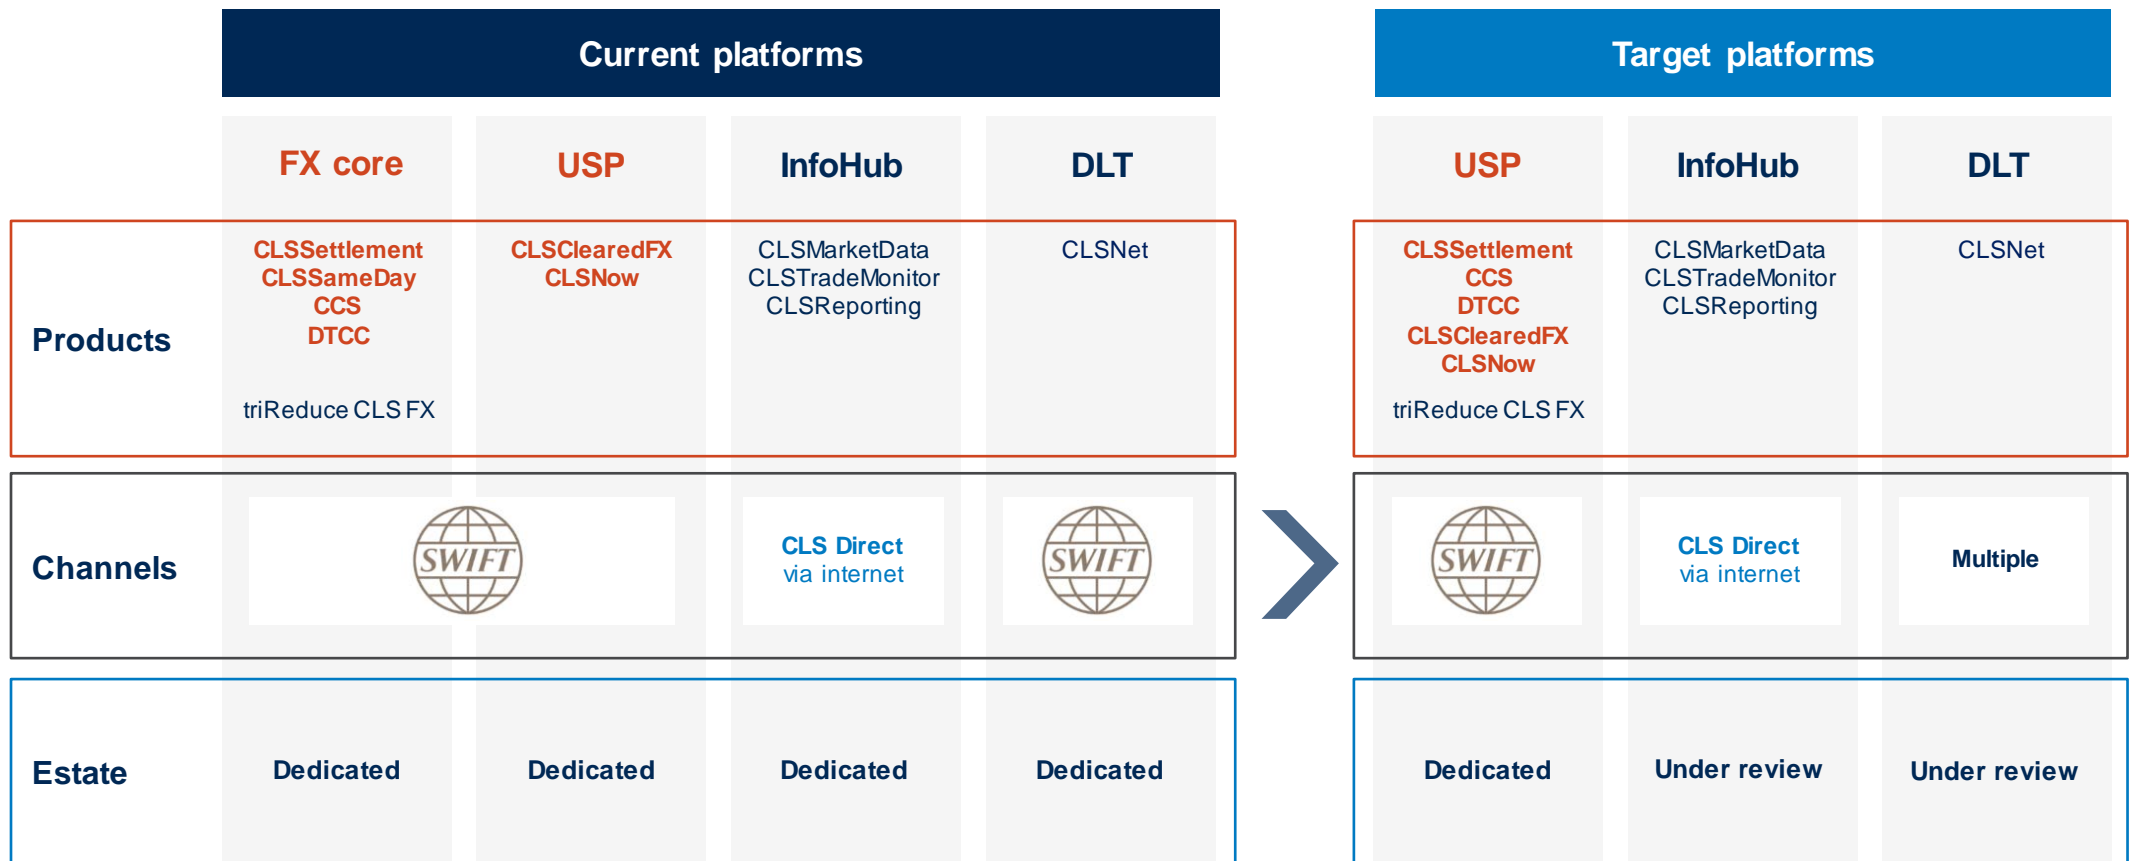 Current platforms
Target platforms
FX core
USP
InfoHub
DLT
USP
InfoHub
DLT
Products
CLSSettlement
CLSSameDay
CCS
DTCC
triReduce CLS FX
CLSClearedFX
CLSNow
CLSMarketData
CLSTradeMonitor
CLSReporting
CLSNet
CLSSettlement
CCS
DTCC
CLSClearedFX
CLSNow
triReduce CLS FX
CLSMarketData
CLSTradeMonitor
CLSReporting
CLSNet
Channels
SWIFT
CLS Direct
via internet
SWIFT
SWIFT
CLS Direct
via internet
Multiple
Estate
Dedicated
Dedicated
Dedicated
Dedicated
Dedicated
Under review
Under review